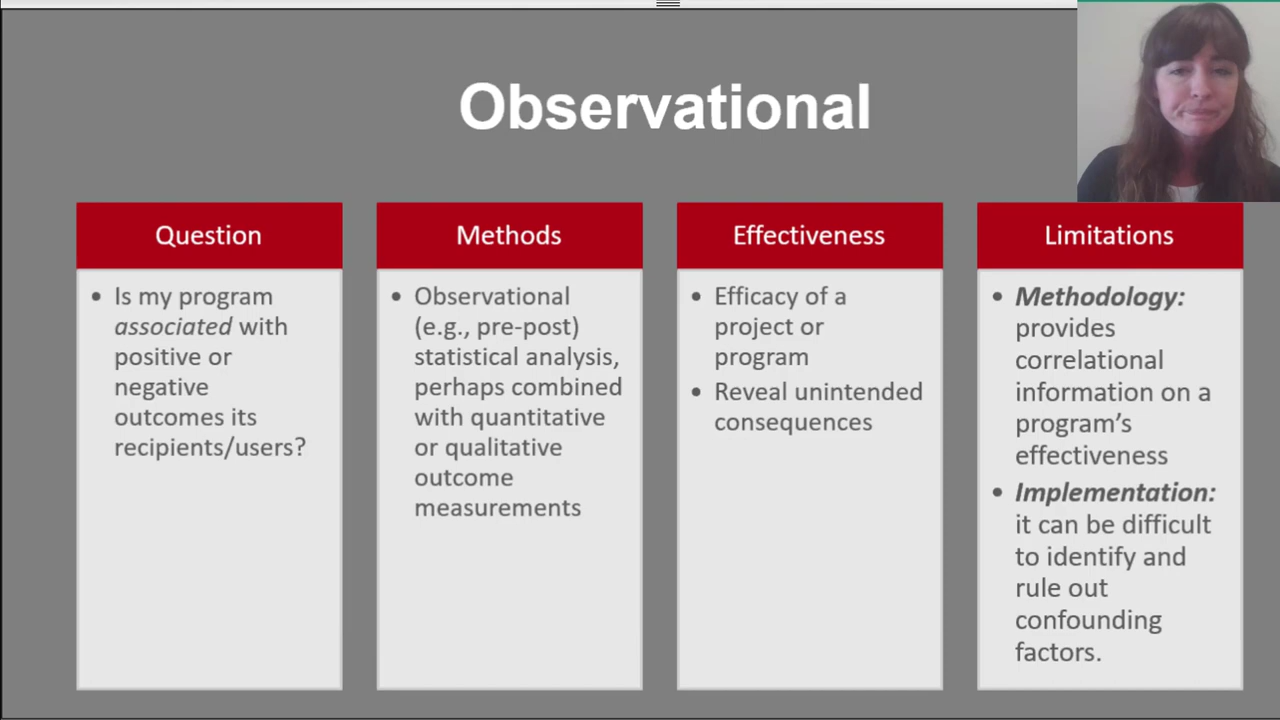 Observational
Question
• Is my program
associated with
positive or
negative
outcomes its
recipients/users?
Methods
• Observational
(e.g., pre-post)
statistical analysis,
perhaps combined
with quantitative
or qualitative
outcome
measurements
Effectiveness
• Efficacy of a
project or
program
• Reveal unintended
consequences
Limitations
• Methodology:
provides
correlational
information on a
program’s
effectiveness
• Implementation:
it can be difficult
to identify and
rule out
confounding
factors.